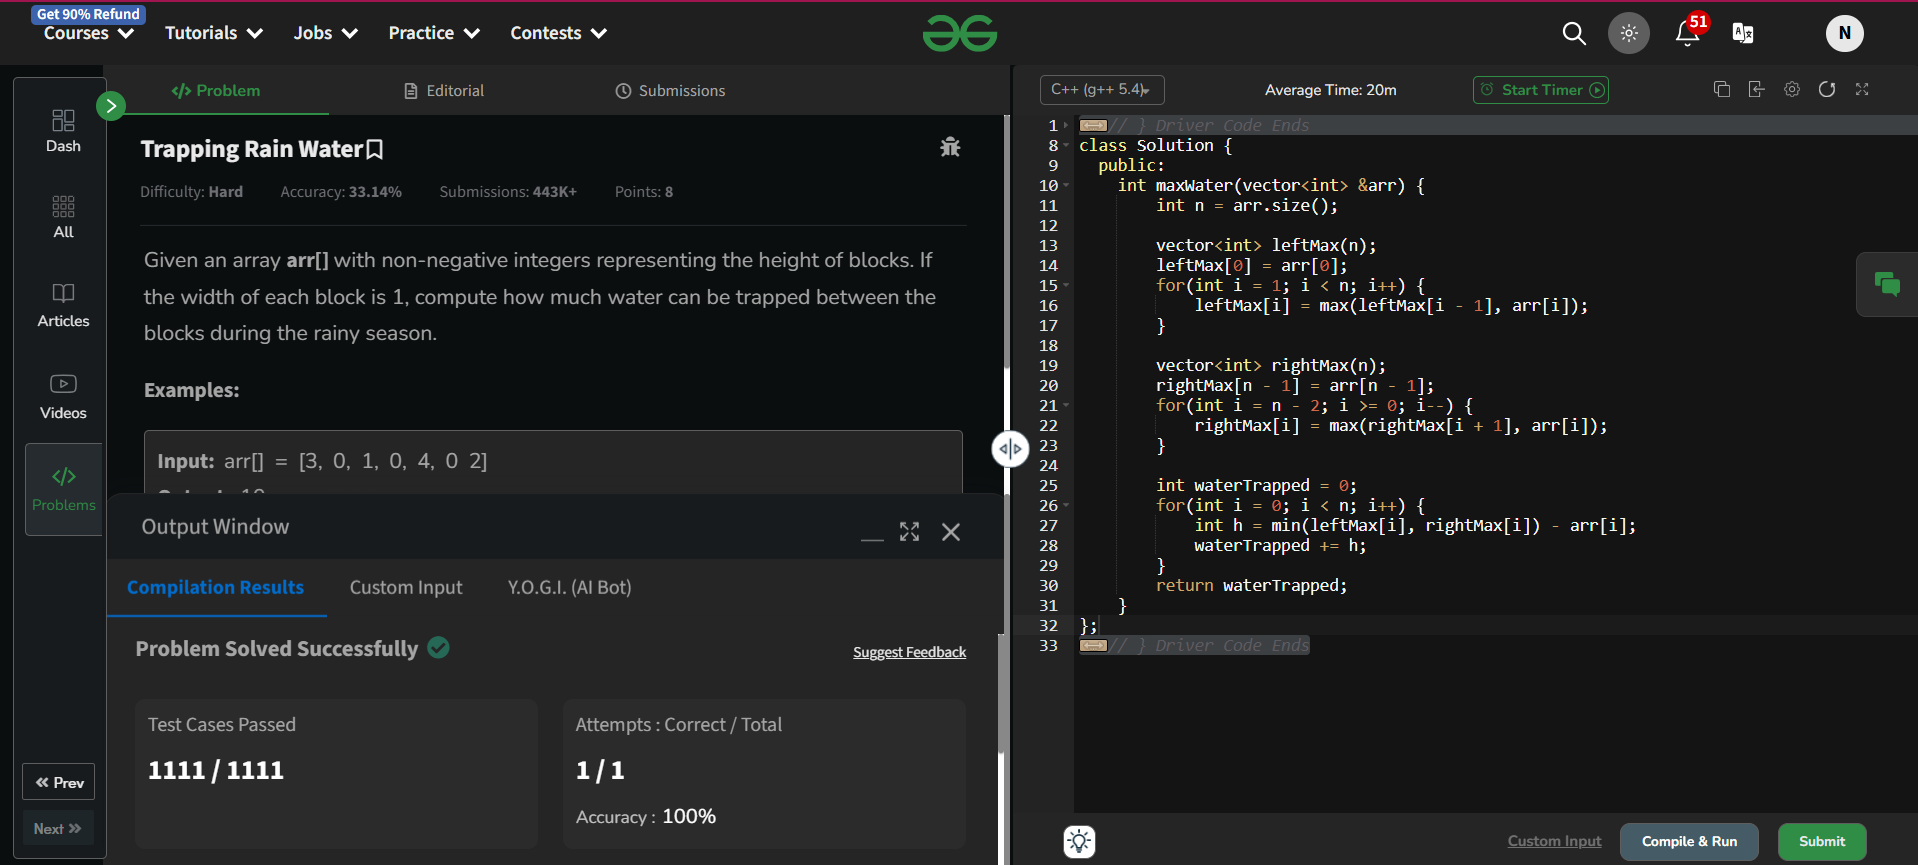 Get 90% Refund
Courses Tutorials Jobs Practice Contests
51
N
Dash
All
Articles
Videos
Problems
Prev
Next
Problem Editorial Submissions
Trapping Rain Water
Difficulty: Hard Accuracy: 33.14% Submissions: 443K+ Points: 8
Given an array arr[] with non-negative integers representing the height of blocks. If
the width of each block is 1, compute how much water can be trapped between the
blocks during the rainy season.
Examples:
Input: arr[] = [3, 0, 1, 0, 4, 0 2]
Output Window
Compilation Results Custom Input Y.O.G.I. (AI Bot)
Problem Solved Successfully
Suggest Feedback
Test Cases Passed
1111 / 1111
Attempts : Correct / Total
1 / 1
Accuracy : 100%
C++ (g++ 5.4) Average Time: 20m Start Timer
1 // } Driver Code Ends
8 class Solution {
9 public:
10 int maxWater(vector<int> &arr) {
11 int n = arr.size();
12
13 vector<int> leftMax(n);
14 leftMax[0] = arr[0];
15 for(int i = 1; i < n; i++) {
16 leftMax[i] = max(leftMax[i - 1], arr[i]);
17 }
18
19 vector<int> rightMax(n);
20 rightMax[n - 1] = arr[n - 1];
21 for(int i = n - 2; i >= 0; i--) {
22 rightMax[i] = max(rightMax[i + 1], arr[i]);
23 }
24
25 int waterTrapped = 0;
26 for(int i = 0; i < n; i++) {
27 int h = min(leftMax[i], rightMax[i]) - arr[i];
28 waterTrapped += h;
29 }
30 return waterTrapped;
31 }
32 };
33 // } Driver Code Ends
Custom Input Compile & Run Submit